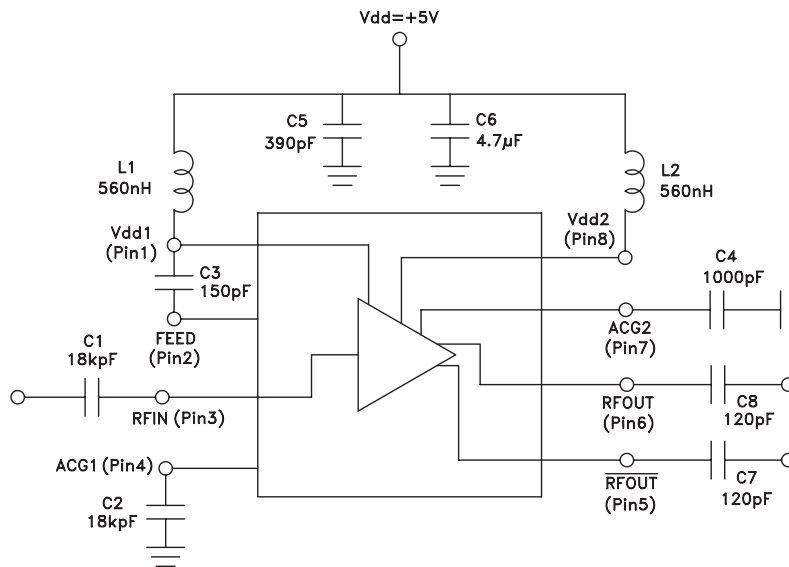 Vdd=+5V
C5
390pF
C6
4.7µF
L1
560nH
L2
560nH
Vdd1
(Pin1)
Vdd2
(Pin8)
C3
150pF
C4
1000pF
FEED
(Pin2)
ACG2
(Pin7)
C1
18kpF
RFIN (Pin3)
RFOUT
(Pin6)
C8
120pF
ACG1 (Pin4)
C2
18kpF
RFOUT
(Pin5)
C7
120pF